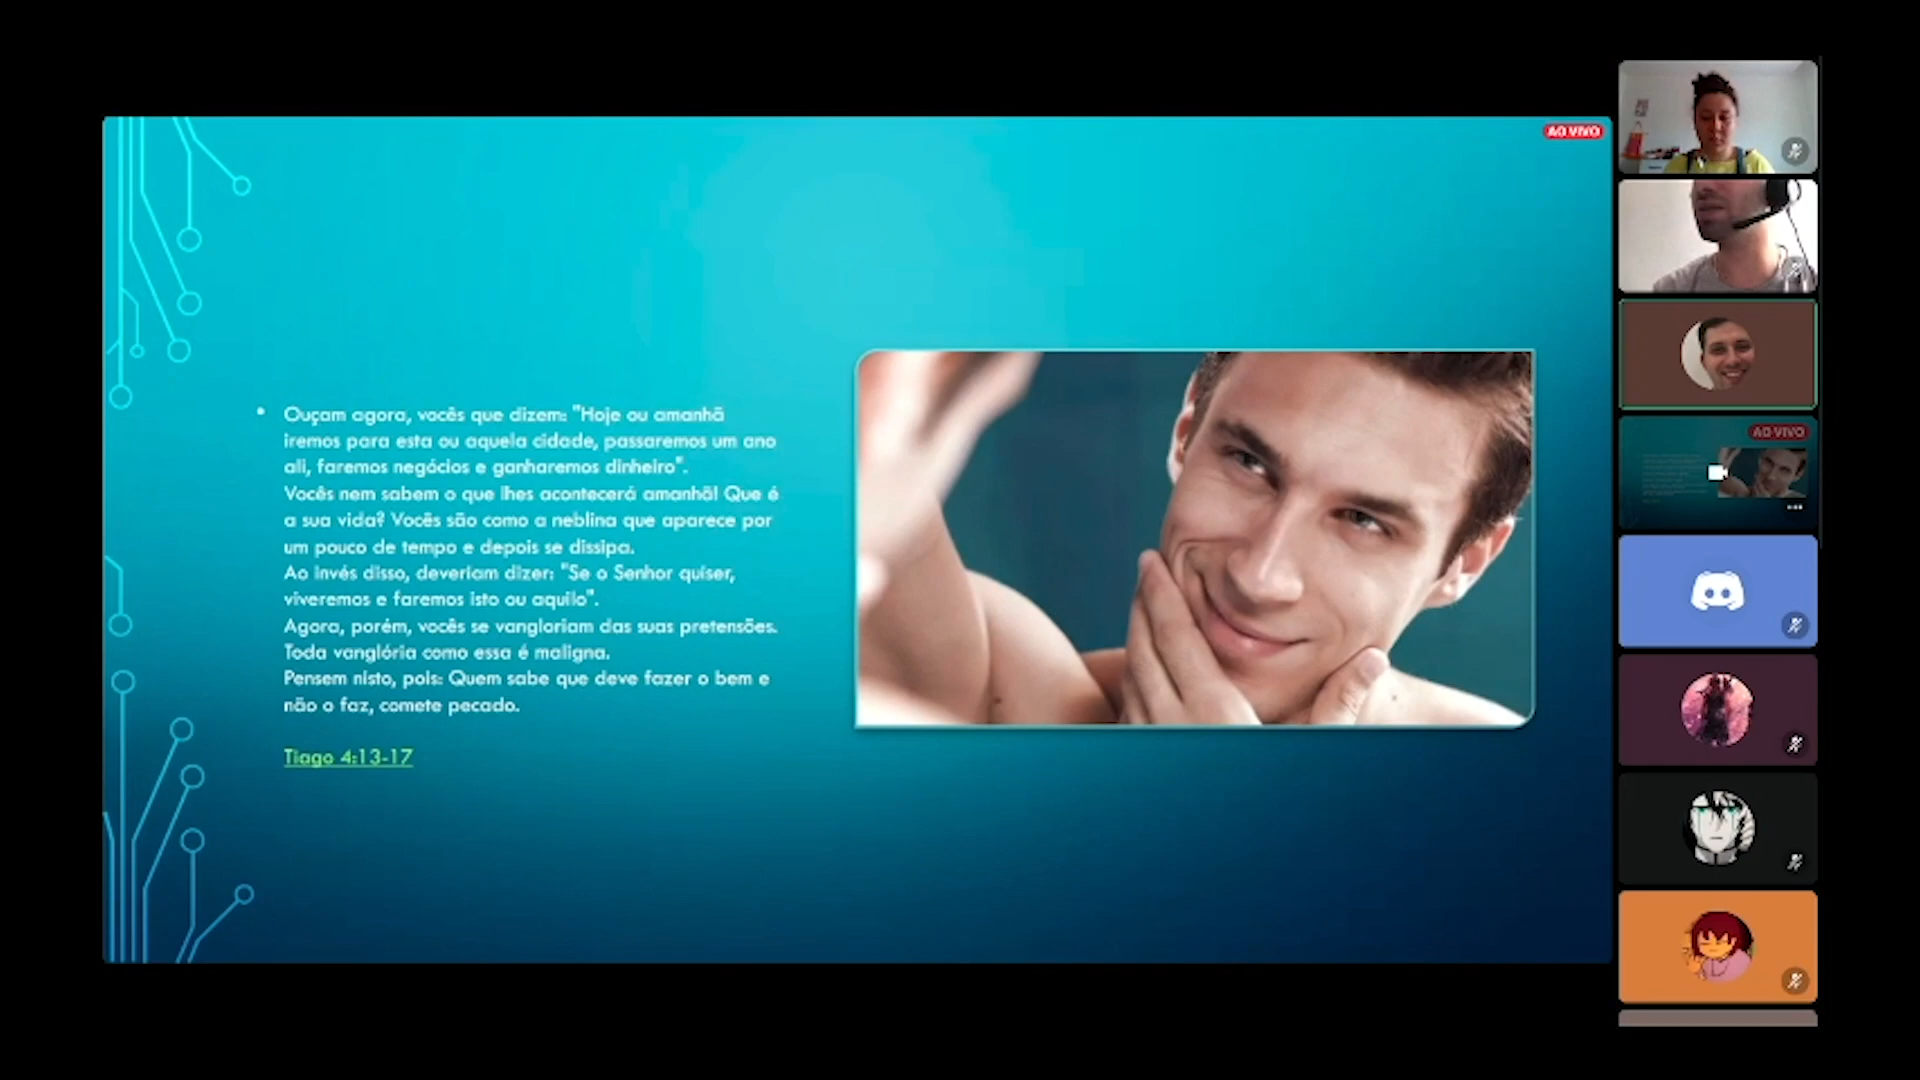 AO VIVO
• Ouçam agora, vocês que dizem: "Hoje ou amanhã
iremos para esta ou aquela cidade, passaremos um ano
ali, faremos negócios e ganharemos dinheiro".
Vocês nem sabem o que lhes acontecerá amanhã! Que é
a sua vida? Vocês são como a neblina que aparece por
um pouco de tempo e depois se dissipa.
Ao invés disso, deveriam dizer: "Se o Senhor quiser,
viveremos e faremos isto ou aquilo".
Agora, porém, vocês se vangloriam das suas pretensões.
Toda vanglória como essa é maligna.
Pensem nisto, pois: Quem sabe que deve fazer o bem e
não o faz, comete pecado.
Tiago 4:13-17
AO VIVO